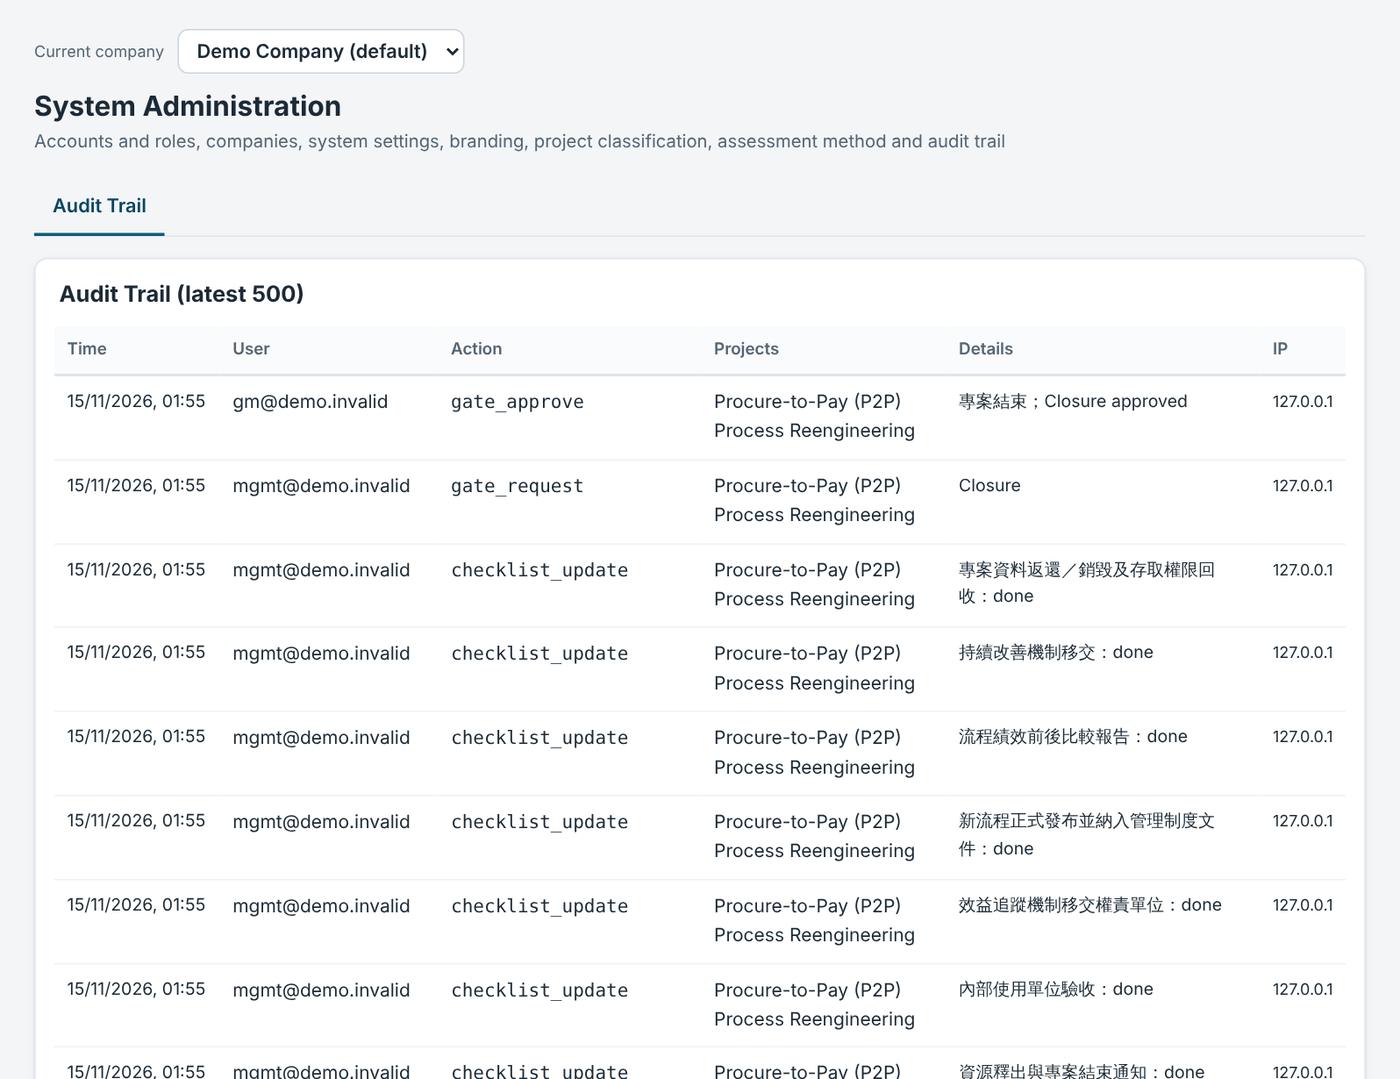 Current company Demo Company (default)
System Administration
Accounts and roles, companies, system settings, branding, project classification, assessment method and audit trail
Audit Trail
Audit Trail (latest 500)
Time User Action Projects Details IP
15/11/2026, 01:55 gm@demo.invalid gate_approve Procure-to-Pay (P2P) 專案結束；Closure approved 127.0.0.1
Process Reengineering
15/11/2026, 01:55 mgmt@demo.invalid gate_request Procure-to-Pay (P2P) Closure 127.0.0.1
Process Reengineering
15/11/2026, 01:55 mgmt@demo.invalid checklist_update Procure-to-Pay (P2P) 專案資料返還／銷毀及存取權限回 127.0.0.1
Process Reengineering 收：done
15/11/2026, 01:55 mgmt@demo.invalid checklist_update Procure-to-Pay (P2P) 持續改善機制移交：done 127.0.0.1
Process Reengineering
15/11/2026, 01:55 mgmt@demo.invalid checklist_update Procure-to-Pay (P2P) 流程績效前後比較報告：done 127.0.0.1
Process Reengineering
15/11/2026, 01:55 mgmt@demo.invalid checklist_update Procure-to-Pay (P2P) 新流程正式發布並納入管理制度文 127.0.0.1
Process Reengineering 件：done
15/11/2026, 01:55 mgmt@demo.invalid checklist_update Procure-to-Pay (P2P) 效益追蹤機制移交權責單位：done 127.0.0.1
Process Reengineering
15/11/2026, 01:55 mgmt@demo.invalid checklist_update Procure-to-Pay (P2P) 內部使用單位驗收：done 127.0.0.1
Process Reengineering
15/11/2026, 01:55 mgmt@demo.invalid checklist_update Procure-to-Pay (P2P) 資源釋出與專案結束通知：done 127.0.0.1